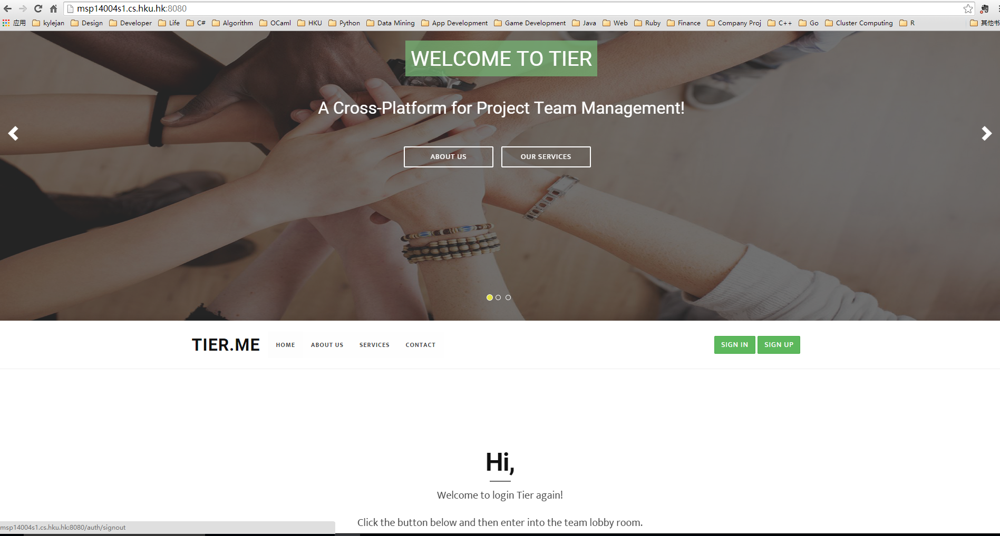 msp14004s1.cs.hku.hk:8080
应用 kylejan Design Developer Life C# Algorithm OCaml HKU Python Data Mining App Development Game Development Java Web Ruby Finance Company Proj C++ Go Cluster Computing R 其他书
WELCOME TO TIER
A Cross-Platform for Project Team Management!
ABOUT US OUR SERVICES
TIER.ME HOME ABOUT US SERVICES CONTACT SIGN IN SIGN UP
Hi,
Welcome to login Tier again!
Click the button below and then enter into the team lobby room.
msp14004s1.cs.hku.hk:8080/auth/signout